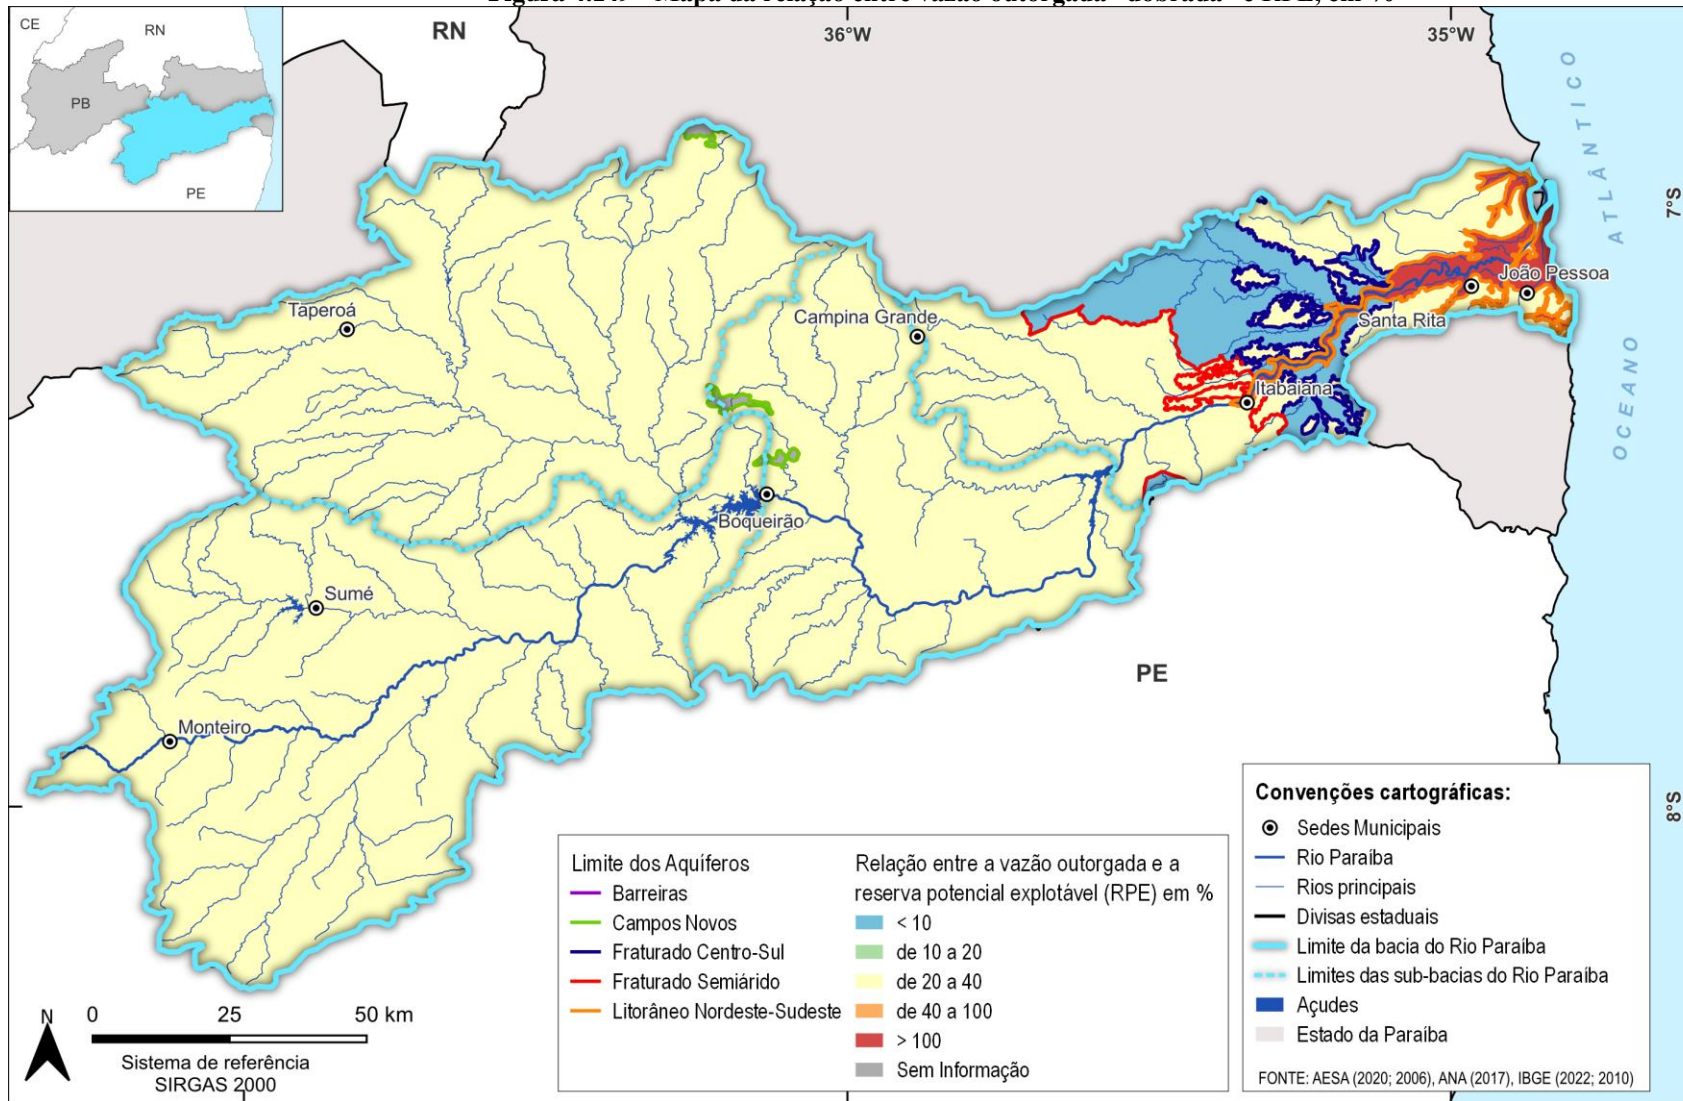 CE
RN
PB
PE
RN
36°W
35°W
7°S
8°S
OCEANO ATLÂNTICO
Taperoá
Campina Grande
João Pessoa
Santa Rita
Itabaiana
Boqueirão
Sumé
Monteiro
PE
N
0 25 50 km
Sistema de referência
SIRGAS 2000
Limite dos Aquíferos
Barreiras
Campos Novos
Fraturado Centro-Sul
Fraturado Semiárido
Litorâneo Nordeste-Sudeste
Relação entre a vazão outorgada e a
reserva potencial explotável (RPE) em %
< 10
de 10 a 20
de 20 a 40
de 40 a 100
> 100
Sem Informação
Convenções cartográficas:
Sedes Municipais
Rio Paraíba
Rios principais
Divisas estaduais
Limite da bacia do Rio Paraíba
Limites das sub-bacias do Rio Paraíba
Açudes
Estado da Paraíba
FONTE: AESA (2020; 2006), ANA (2017), IBGE (2022; 2010)